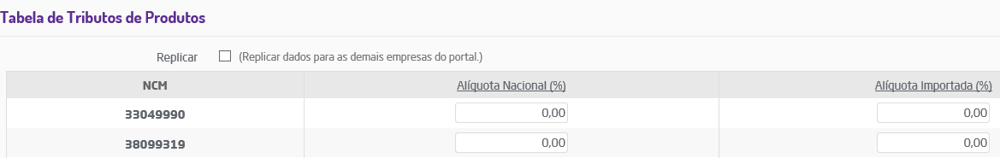 Tabela de Tributos de Produtos
Replicar (Replicar dados para as demais empresas do portal.)
NCM Alíquota Nacional (%) Alíquota Importada (%)
33049990 0,00 0,00
38099319 0,00 0,00